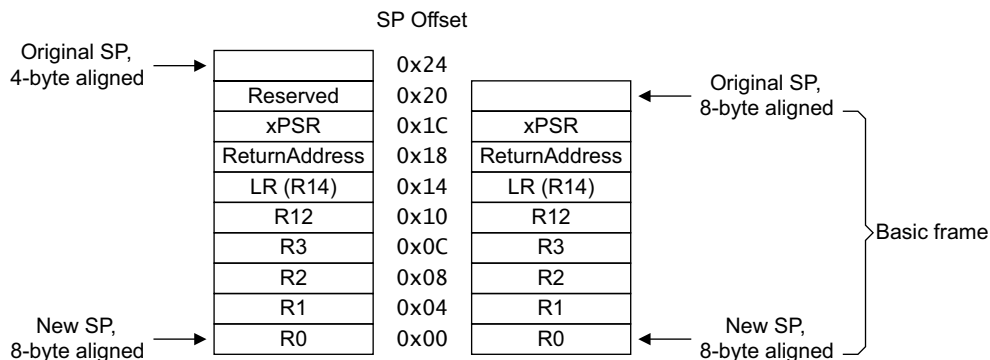 SP Offset
Original SP,
4-byte aligned
0x24
Reserved
0x20
Original SP,
8-byte aligned
xPSR
0x1C
xPSR
ReturnAddress
0x18
ReturnAddress
LR (R14)
0x14
LR (R14)
R12
0x10
R12
R3
0x0C
R3
Basic frame
R2
0x08
R2
R1
0x04
R1
New SP,
8-byte aligned
R0
0x00
R0
New SP,
8-byte aligned